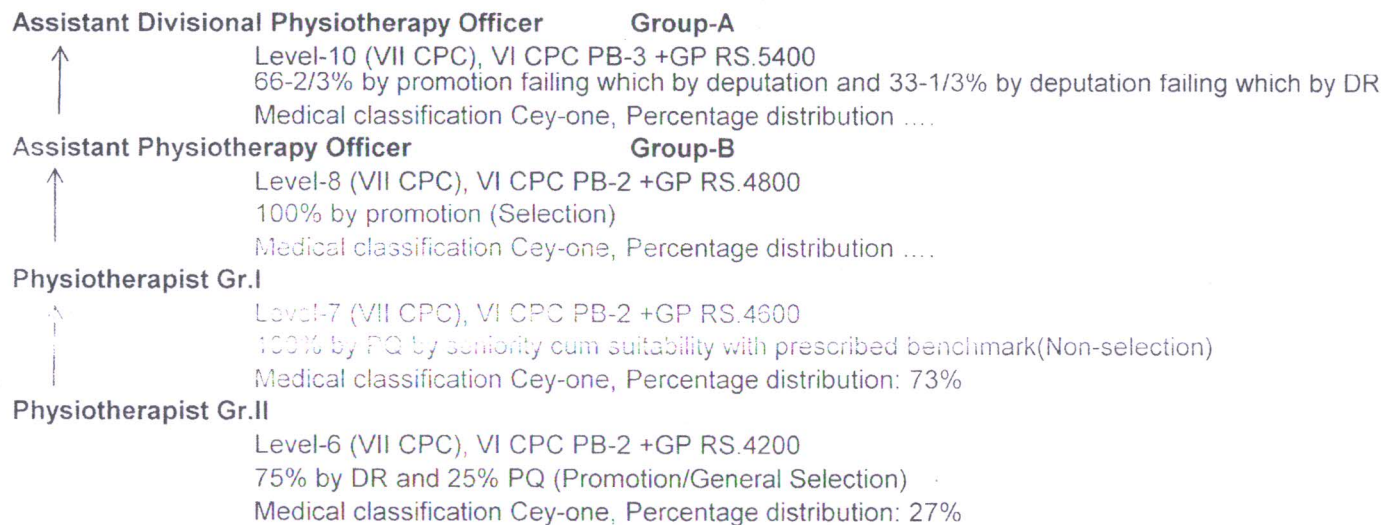 Assistant Divisional Physiotherapy Officer Group-A
Level-10 (VII CPC), VI CPC PB-3 +GP RS.5400
66-2/3% by promotion failing which by deputation and 33-1/3% by deputation failing which by DR
Medical classification Cey-one, Percentage distribution ....
Assistant Physiotherapy Officer Group-B
Level-8 (VII CPC), VI CPC PB-2 +GP RS.4800
100% by promotion (Selection)
Medical classification Cey-one, Percentage distribution ....
Physiotherapist Gr.I
Level-7 (VII CPC), VI CPC PB-2 +GP RS.4600
100% by PQ by seniority cum suitability with prescribed benchmark(Non-selection)
Medical classification Cey-one, Percentage distribution: 73%
Physiotherapist Gr.II
Level-6 (VII CPC), VI CPC PB-2 +GP RS.4200
75% by DR and 25% PQ (Promotion/General Selection)
Medical classification Cey-one, Percentage distribution: 27%